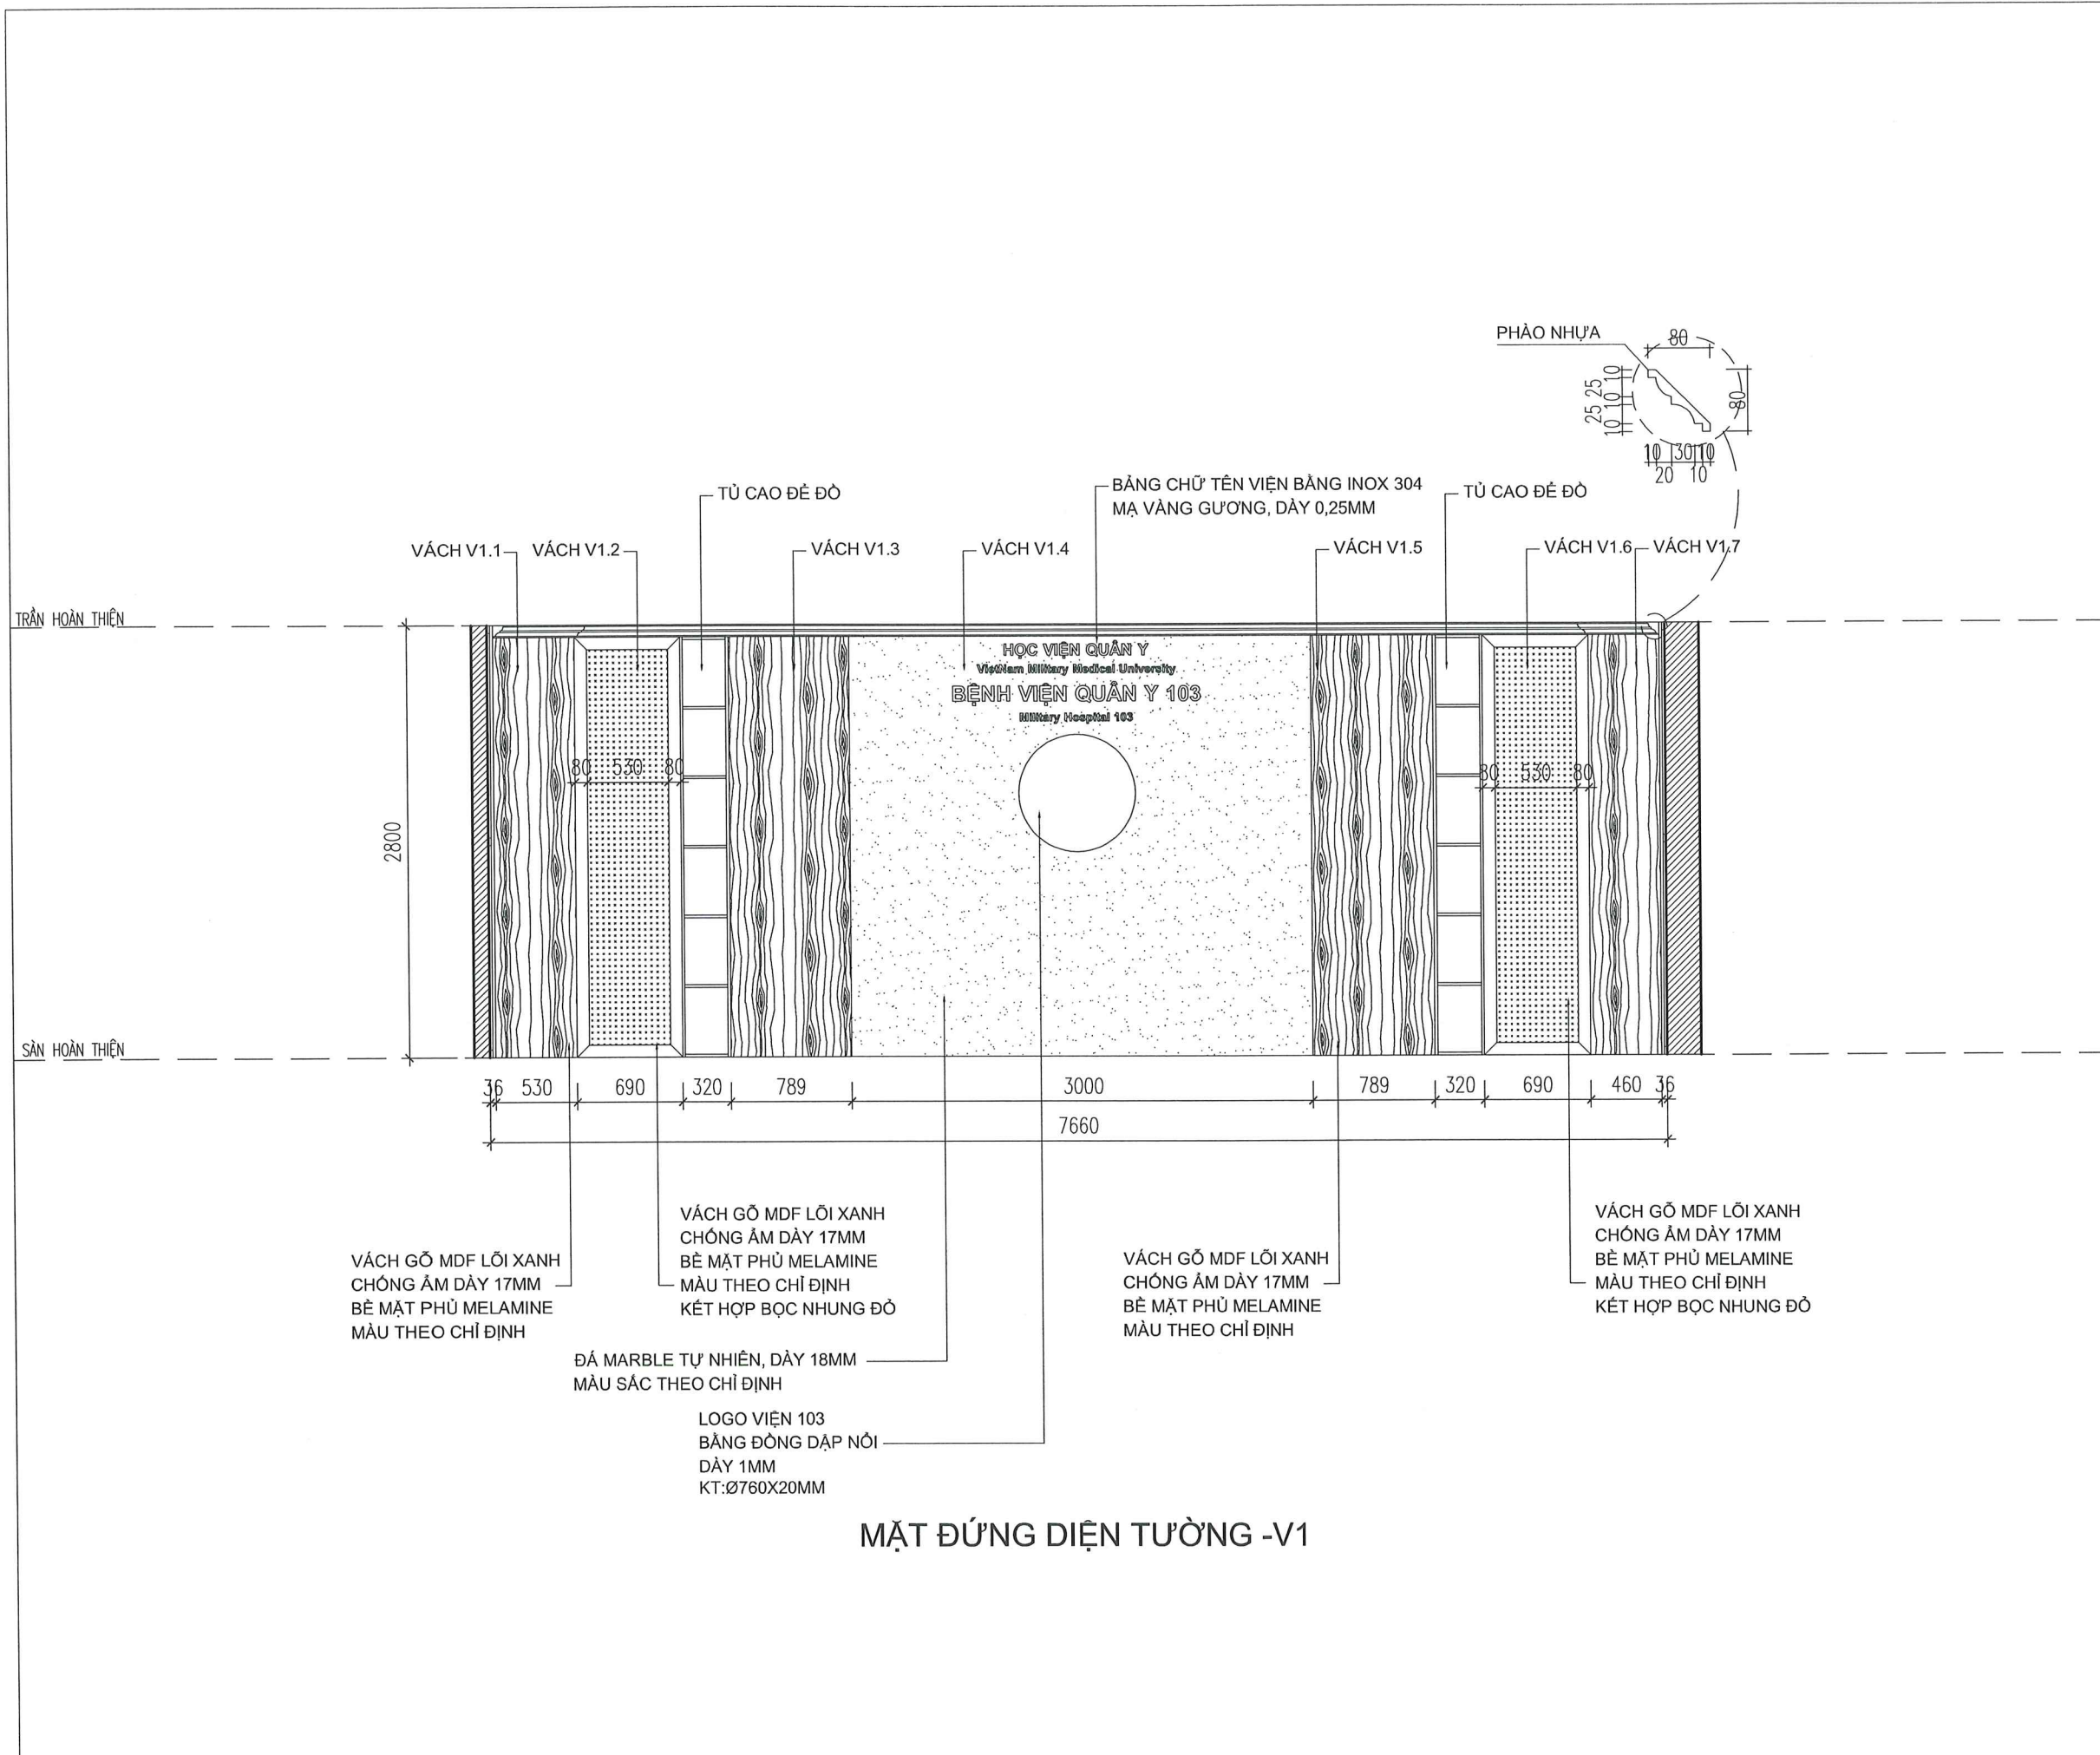 PHÀO NHỰA
80
10
25
10
25
10
80
10 30 10
20 10
TỦ CAO ĐỂ ĐỒ
BẢNG CHỮ TÊN VIỆN BẰNG INOX 304
MẠ VÀNG GƯƠNG, DÀY 0,25MM
TỦ CAO ĐỂ ĐỒ
VÁCH V1.1
VÁCH V1.2
VÁCH V1.3
VÁCH V1.4
VÁCH V1.5
VÁCH V1.6
VÁCH V1.7
TRẦN HOÀN THIỆN
HỌC VIỆN QUÂN Y
VietNam Military Medical University
BỆNH VIỆN QUÂN Y 103
Military Hospital 103
80 530 80
80 530 80
2800
SÀN HOÀN THIỆN
36 530 690 320 789 3000 789 320 690 460 36
7660
VÁCH GỖ MDF LÕI XANH
CHỐNG ẨM DÀY 17MM
BỀ MẶT PHỦ MELAMINE
MÀU THEO CHỈ ĐỊNH
VÁCH GỖ MDF LÕI XANH
CHỐNG ẨM DÀY 17MM
BỀ MẶT PHỦ MELAMINE
MÀU THEO CHỈ ĐỊNH
KẾT HỢP BỌC NHUNG ĐỎ
VÁCH GỖ MDF LÕI XANH
CHỐNG ẨM DÀY 17MM
BỀ MẶT PHỦ MELAMINE
MÀU THEO CHỈ ĐỊNH
VÁCH GỖ MDF LÕI XANH
CHỐNG ẨM DÀY 17MM
BỀ MẶT PHỦ MELAMINE
MÀU THEO CHỈ ĐỊNH
KẾT HỢP BỌC NHUNG ĐỎ
ĐÁ MARBLE TỰ NHIÊN, DÀY 18MM
MÀU SẮC THEO CHỈ ĐỊNH
LOGO VIỆN 103
BẰNG ĐỒNG DẬP NỔI
DÀY 1MM
KT:Ø760X20MM
MẶT ĐỨNG DIỆN TƯỜNG -V1